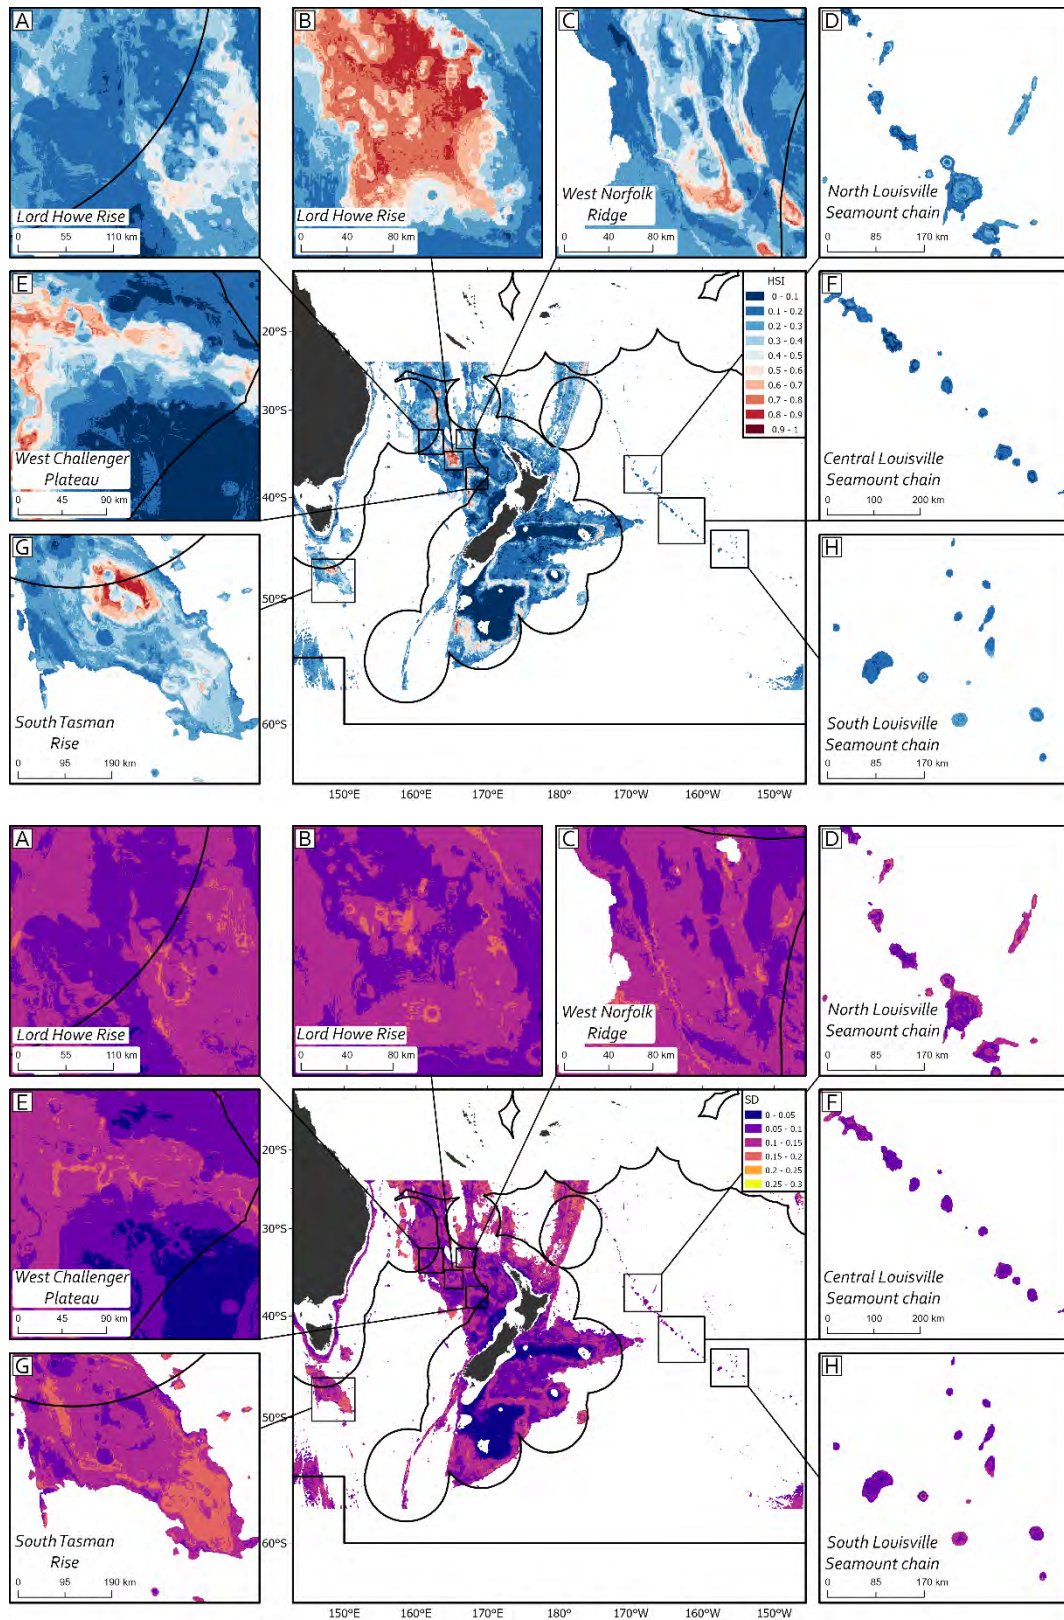 A
Lord Howe Rise
0 55 110 km
B
Lord Howe Rise
0 40 80 km
C
West Norfolk
Ridge
0 40 80 km
D
North Louisville
Seamount chain
0 85 170 km
E
West Challenger
Plateau
0 45 90 km
HSI
0 - 0.1
0.1 - 0.2
0.2 - 0.3
0.3 - 0.4
0.4 - 0.5
0.5 - 0.6
0.6 - 0.7
0.7 - 0.8
0.8 - 0.9
0.9 - 1
20°S
30°S
40°S
50°S
60°S
150°E 160°E 170°E 180° 170°W 160°W 150°W
F
Central Louisville
Seamount chain
0 100 200 km
G
South Tasman
Rise
0 95 190 km
H
South Louisville
Seamount chain
0 85 170 km
A
Lord Howe Rise
0 55 110 km
B
Lord Howe Rise
0 40 80 km
C
West Norfolk
Ridge
0 40 80 km
D
North Louisville
Seamount chain
0 85 170 km
E
West Challenger
Plateau
0 45 90 km
SD
0 - 0.05
0.05 - 0.1
0.1 - 0.15
0.15 - 0.2
0.2 - 0.25
0.25 - 0.3
20°S
30°S
40°S
50°S
60°S
150°E 160°E 170°E 180° 170°W 160°W 150°W
F
Central Louisville
Seamount chain
0 100 200 km
G
South Tasman
Rise
0 95 190 km
H
South Louisville
Seamount chain
0 85 170 km